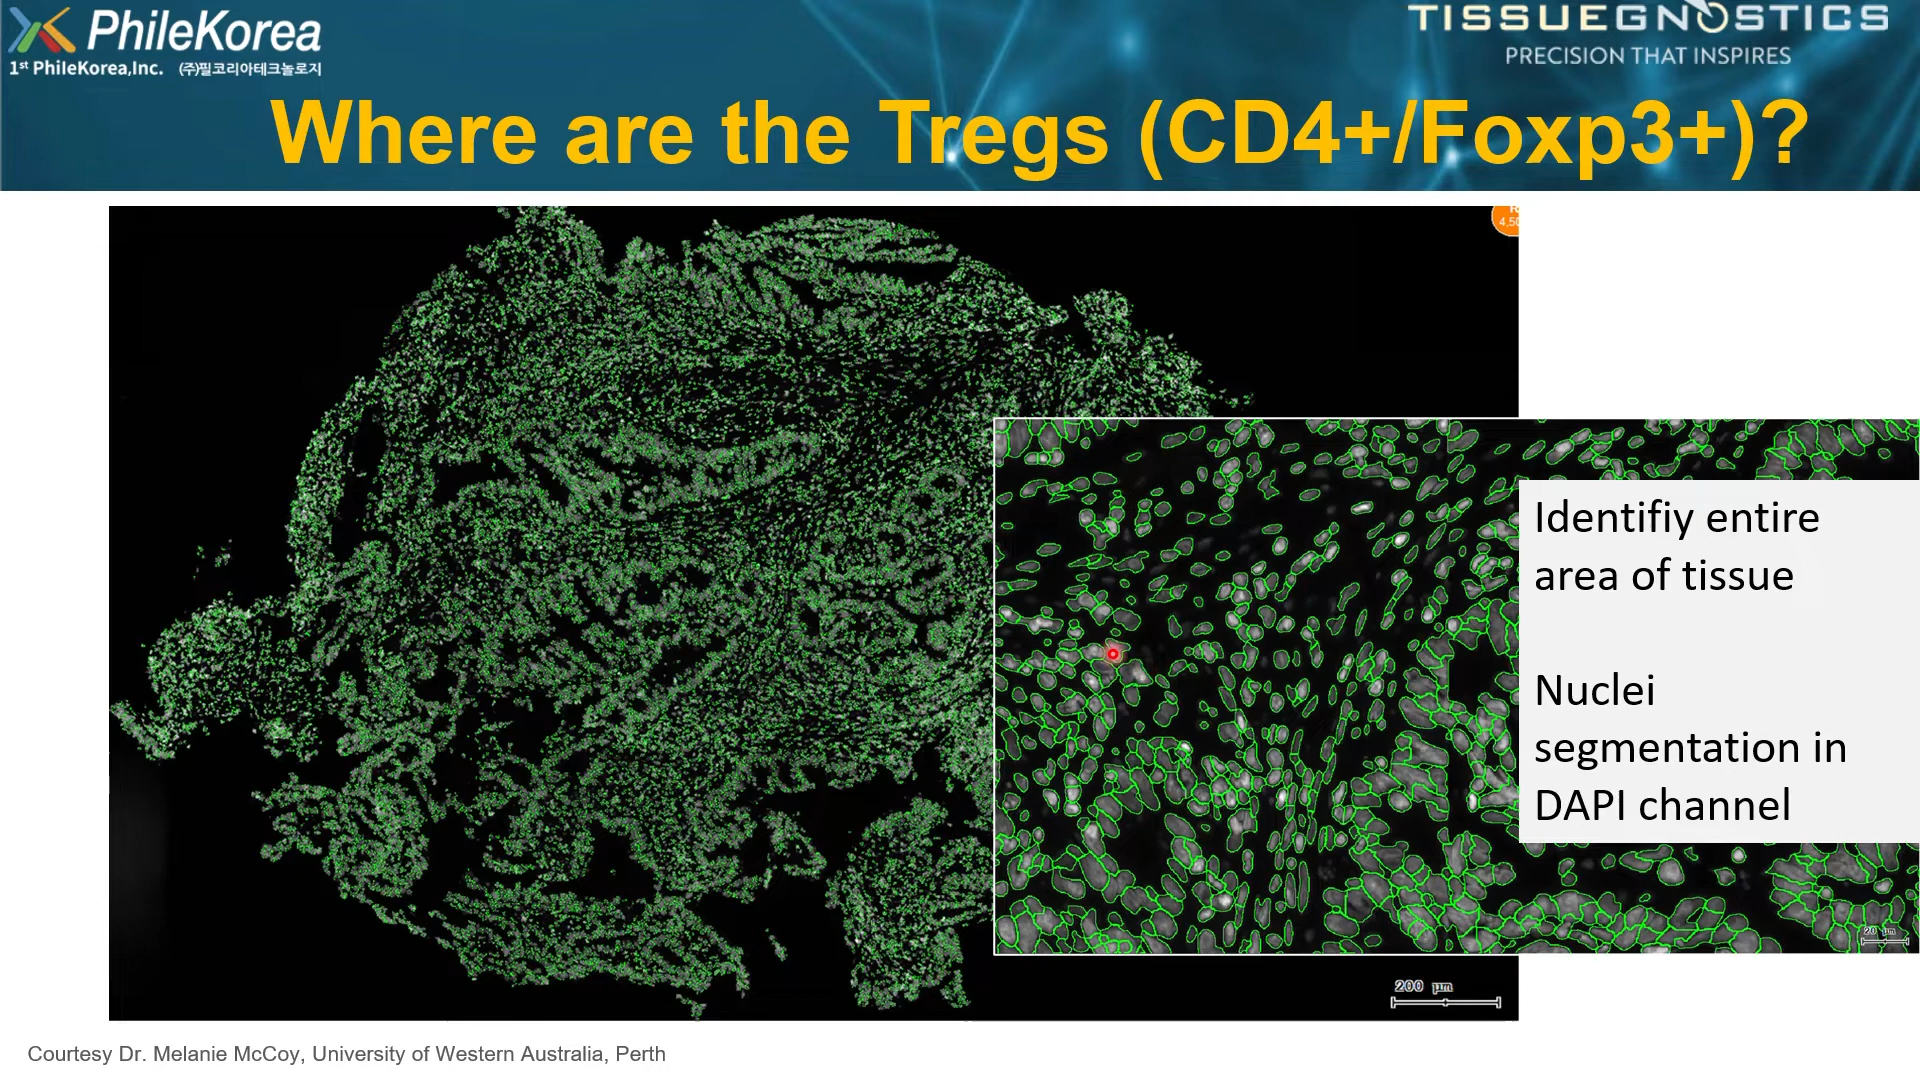 PhileKorea
1st PhileKorea,Inc. (주)필코리아테크놀로지
TISSUEGNOSTICS
PRECISION THAT INSPIRES
Where are the Tregs (CD4+/Foxp3+)?
4.50
Identifiy entire
area of tissue
Nuclei
segmentation in
DAPI channel
20 µm
200 µm
Courtesy Dr. Melanie McCoy, University of Western Australia, Perth